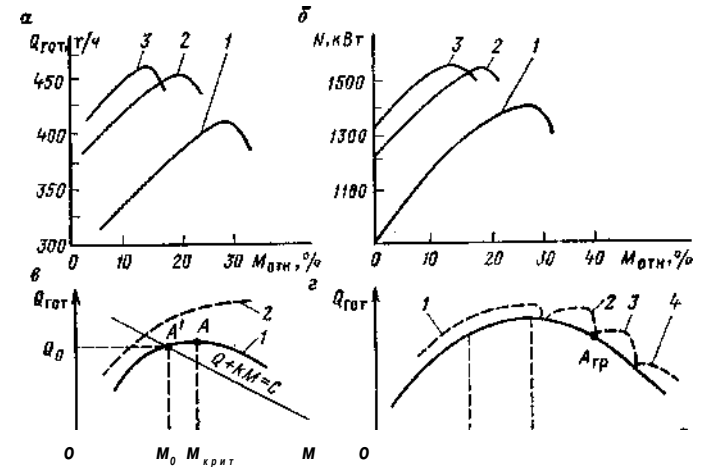 а
Qгот, т/ч
450
400
350
300
0 10 20 30 Mотн, %
3 2 1
б
N, кВт
1500
1300
1100
0 10 20 30 40 Mотн, %
3 2 1
в
Qгот
Q₀
A' A
2
1
Q+kM=C
0 M₀ Mкрит M
г
Qгот
1 2 3 4
Aгр
0